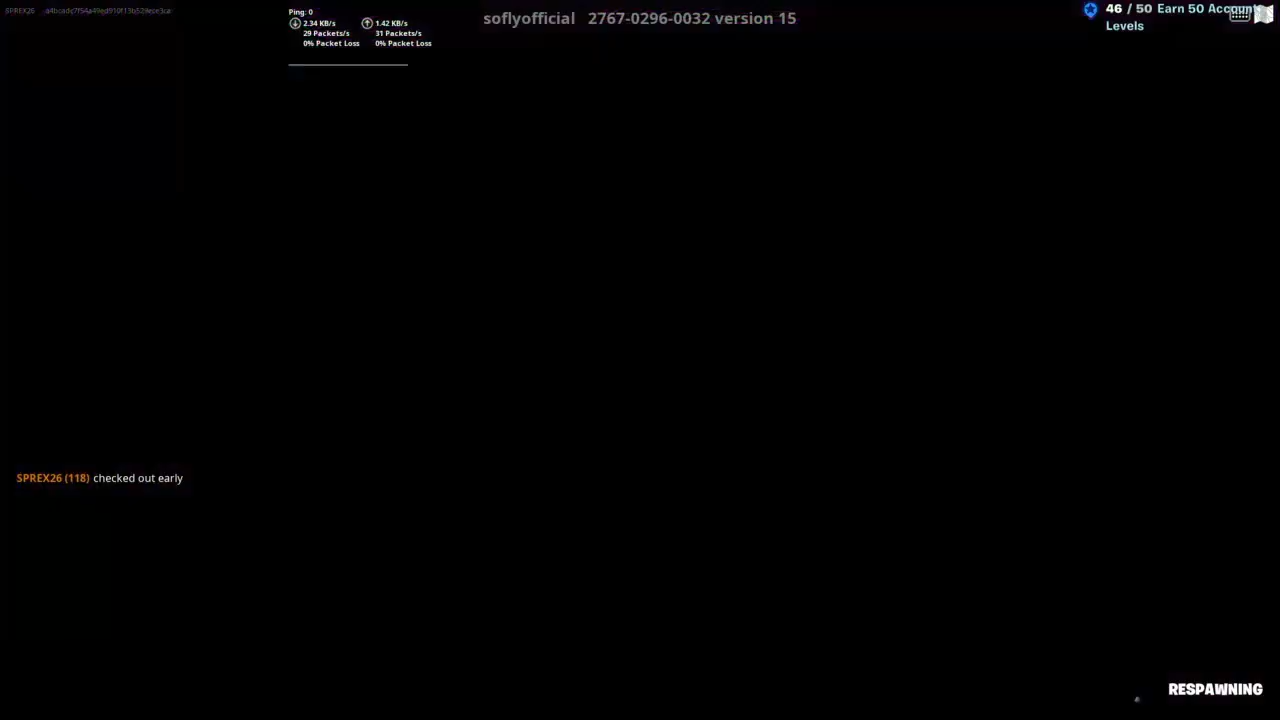 SPREX26
Ping: 0
2.34 KB/s 1.42 KB/s
29 Packets/s 31 Packets/s
0% Packet Loss 0% Packet Loss
soflyofficial 2767-0296-0032 version 15
46 / 50 Earn 50 Account
Levels
SPREX26 (118) checked out early
RESPAWNING